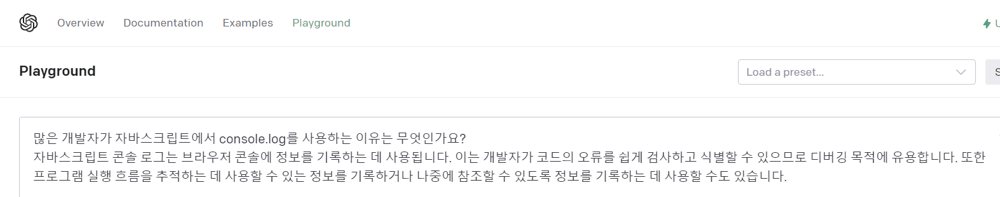 Overview Documentation Examples Playground
Playground
Load a preset...
많은 개발자가 자바스크립트에서 console.log를 사용하는 이유는 무엇인가요?
자바스크립트 콘솔 로그는 브라우저 콘솔에 정보를 기록하는 데 사용됩니다. 이는 개발자가 코드의 오류를 쉽게 검사하고 식별할 수 있으므로 디버깅 목적에 유용합니다. 또한
프로그램 실행 흐름을 추적하는 데 사용할 수 있는 정보를 기록하거나 나중에 참조할 수 있도록 정보를 기록하는 데 사용할 수도 있습니다.